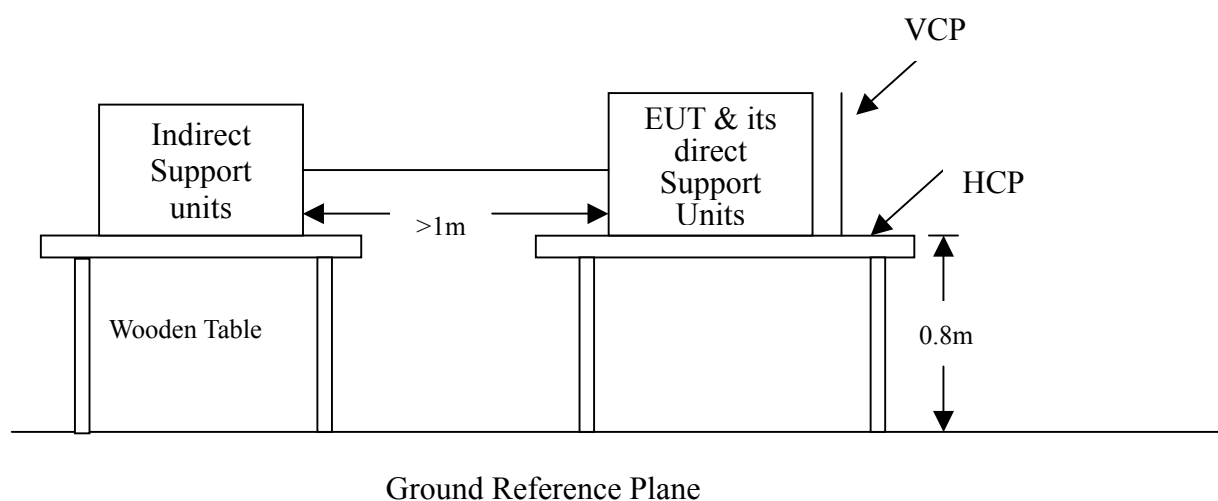 VCP
Indirect
Support
units
EUT & its
direct
Support
Units
HCP
>1m
Wooden Table
0.8m
Ground Reference Plane